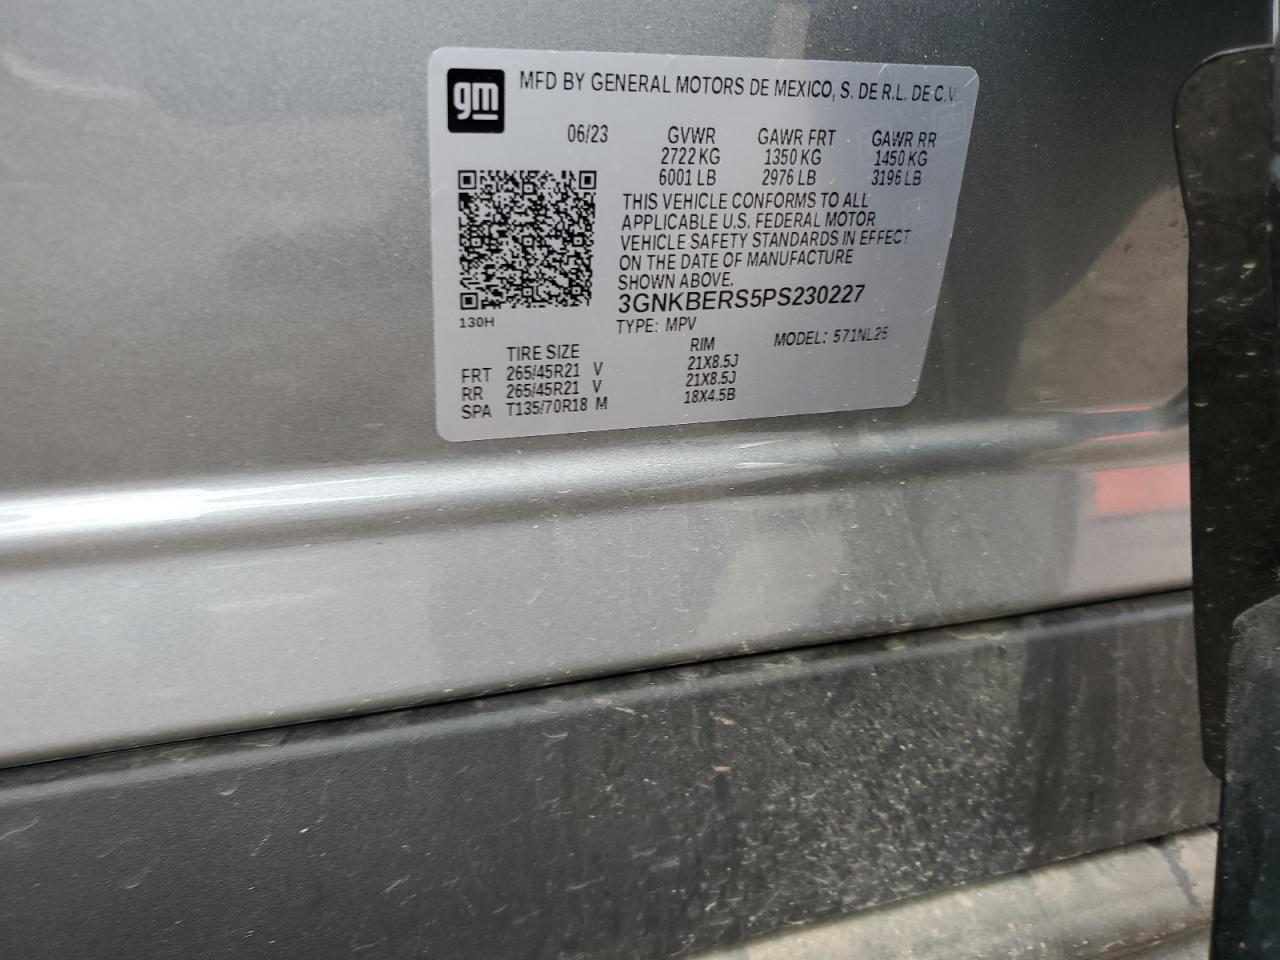 gm
MFD BY GENERAL MOTORS DE MEXICO, S. DE R.L. DE C.V.
06/23 GVWR GAWR FRT GAWR RR
2722 KG 1350 KG 1450 KG
6001 LB 2976 LB 3196 LB
THIS VEHICLE CONFORMS TO ALL
APPLICABLE U.S. FEDERAL MOTOR
VEHICLE SAFETY STANDARDS IN EFFECT
ON THE DATE OF MANUFACTURE
SHOWN ABOVE.
3GNKBERS5PS230227
130H
TYPE: MPV MODEL: 571NL26
TIRE SIZE RIM
FRT 265/45R21 V 21X8.5J
RR 265/45R21 V 21X8.5J
SPA T135/70R18 M 18X4.5B